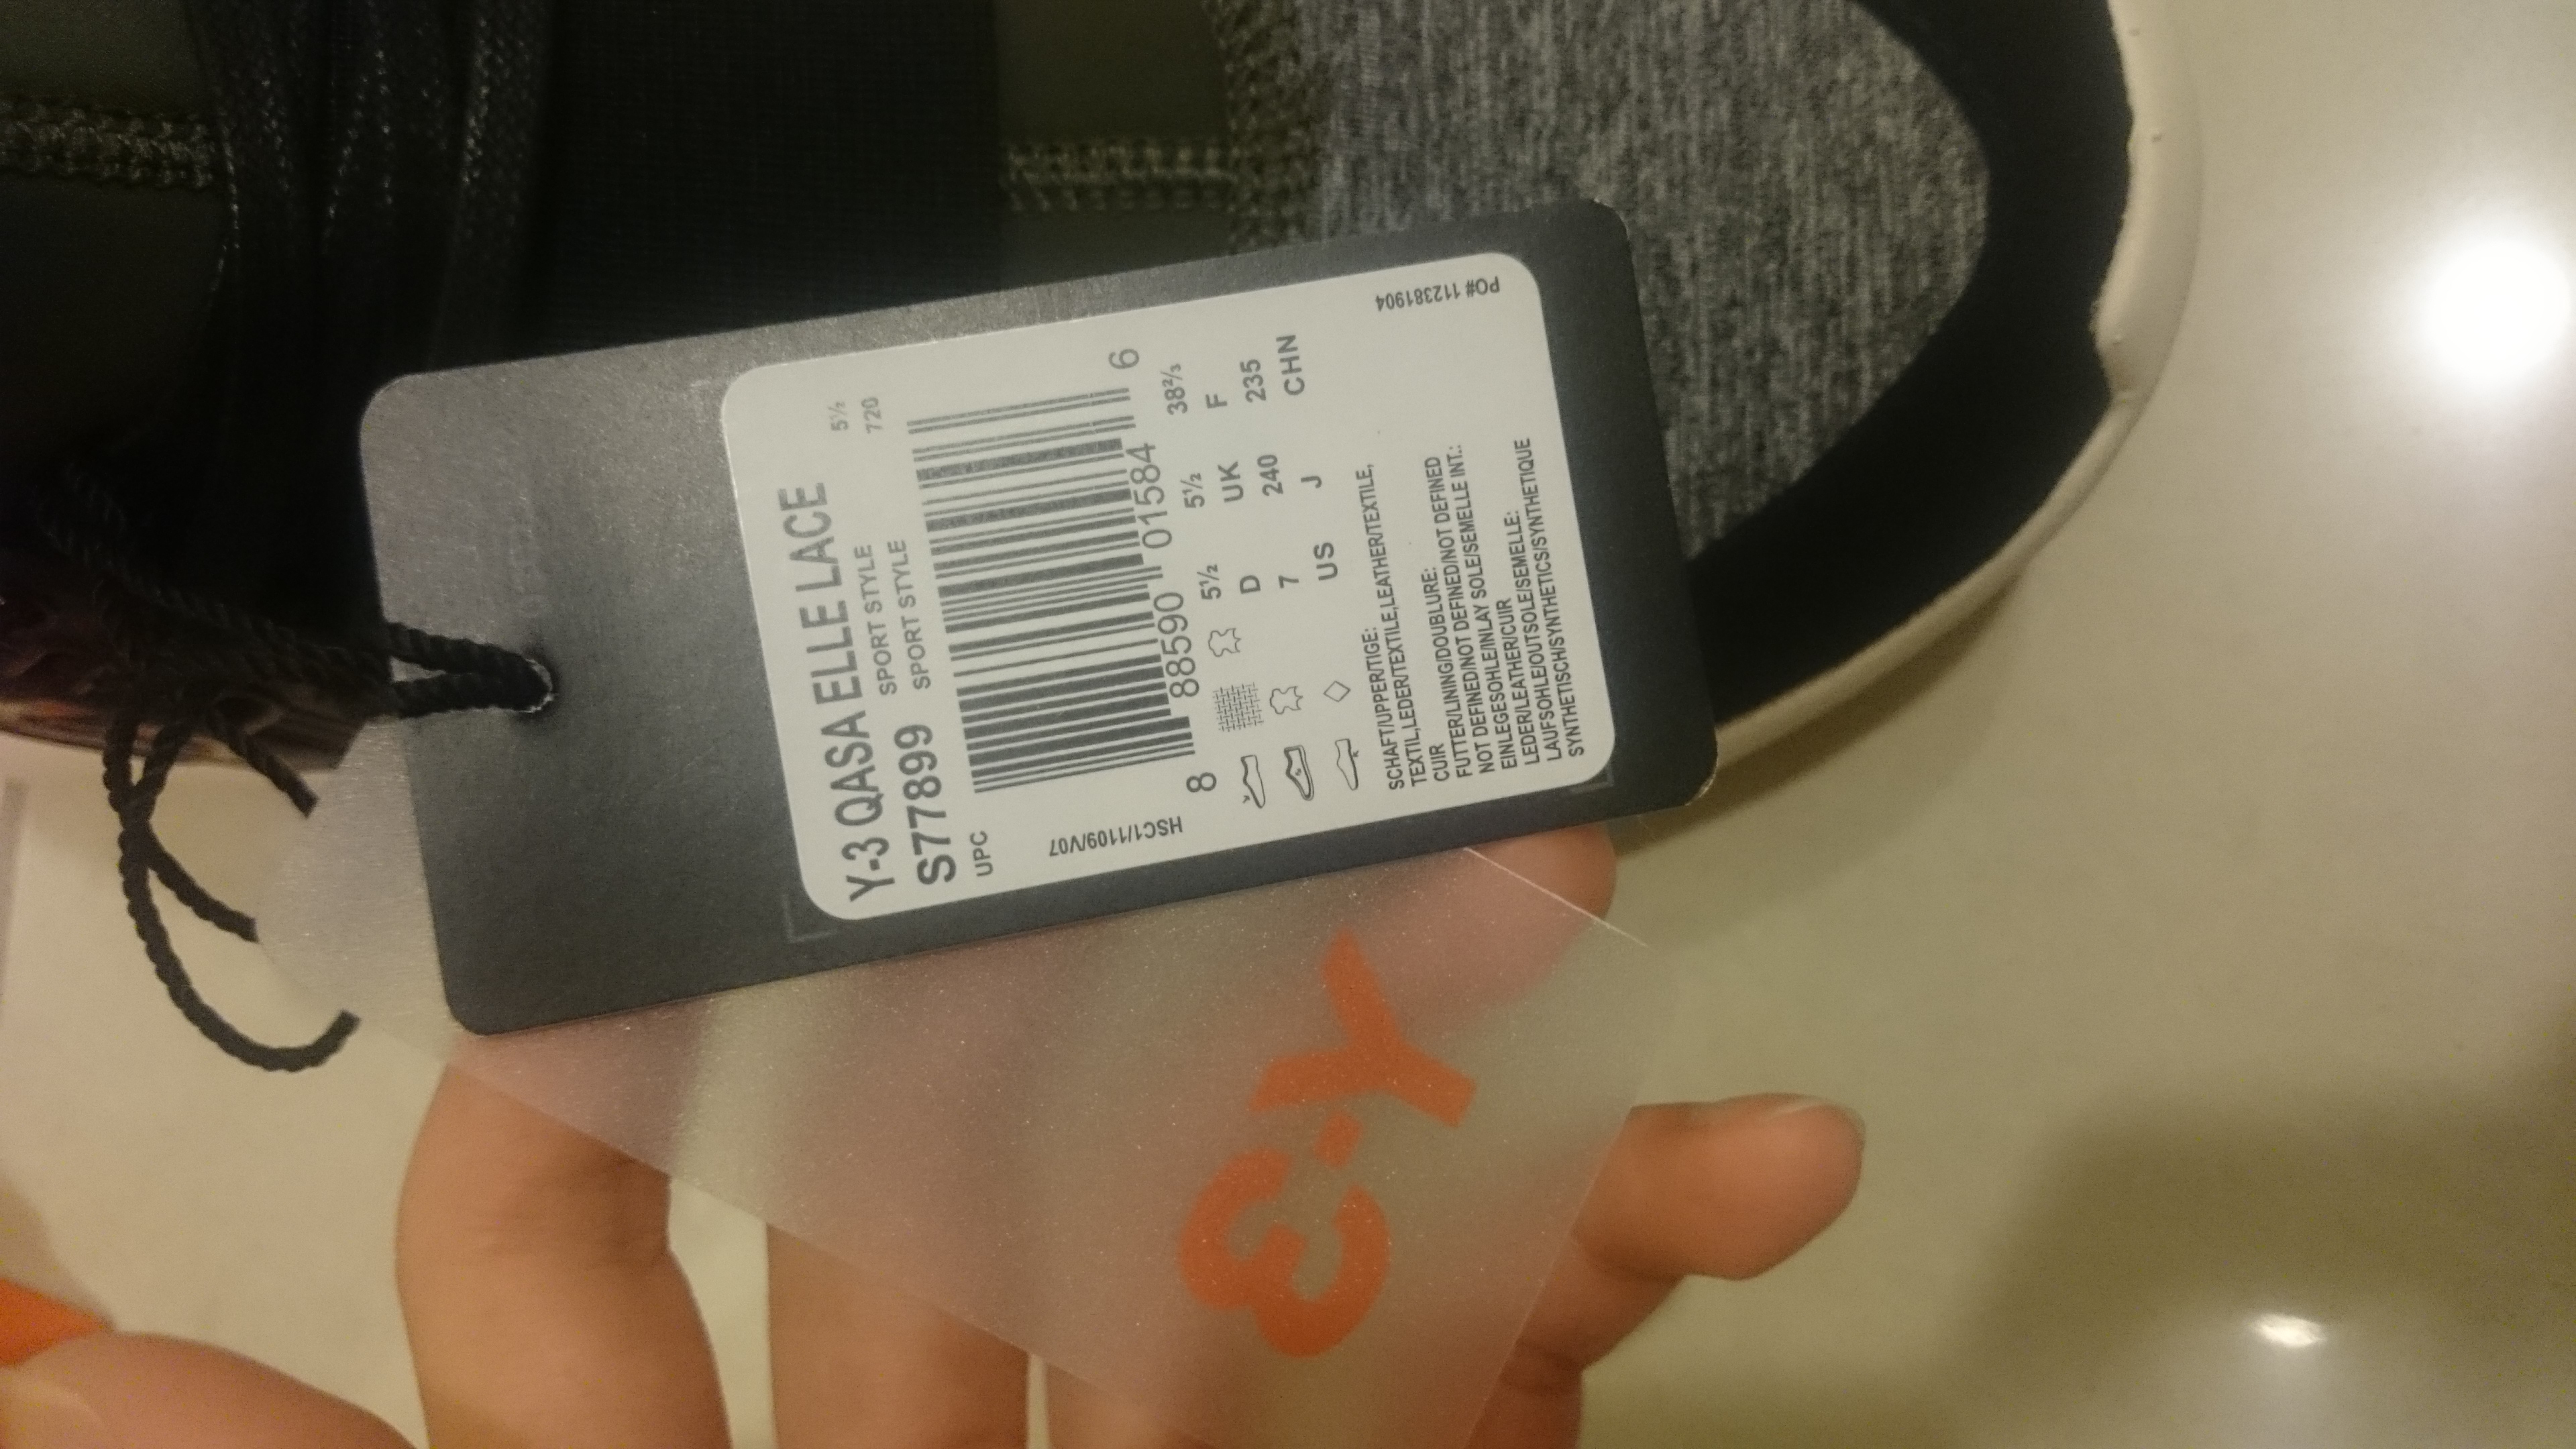 Y-3 QASA ELLE LACE 5½
S77899 SPORT STYLE 720
SPORT STYLE
UPC
HSC1/1109/V07
8 88590 01584 6
5½ 5½ 38⅔
D UK F
7 240 235
US J CHN
SCHAFT/UPPER/TIGE:
TEXTIL,LEDER/TEXTILE,LEATHER/TEXTILE,
CUIR
FUTTER/LINING/DOUBLURE:
NOT DEFINED/NOT DEFINED/NOT DEFINED
EINLEGESOHLE/INLAY SOLE/SEMELLE INT.:
LEDER/LEATHER/CUIR
LAUFSOHLE/OUTSOLE/SEMELLE:
SYNTHETISCH/SYNTHETICS/SYNTHETIQUE
PO# 112381904
Y-3